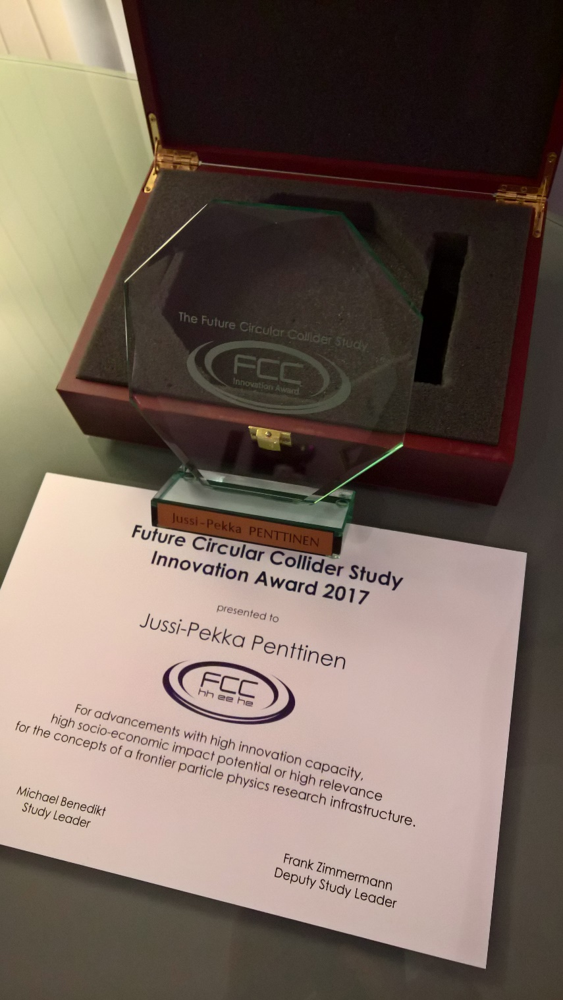 The Future Circular Collider Study
FCC
Innovation Award
Jussi-Pekka PENTTINEN
Future Circular Collider Study
Innovation Award 2017
presented to
Jussi-Pekka Penttinen
FCC
hh ee he
For advancements with high innovation capacity,
high socio-economic impact potential or high relevance
for the concepts of a frontier particle physics research infrastructure.
Michael Benedikt
Study Leader
Frank Zimmermann
Deputy Study Leader